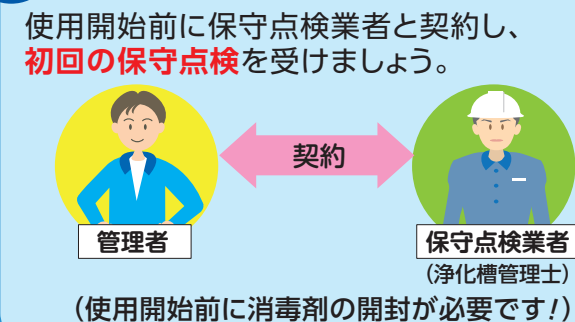 使用開始前に保守点検業者と契約し、
初回の保守点検を受けましょう。
契約
管理者
保守点検業者
（浄化槽管理士）
（使用開始前に消毒剤の開封が必要です！）